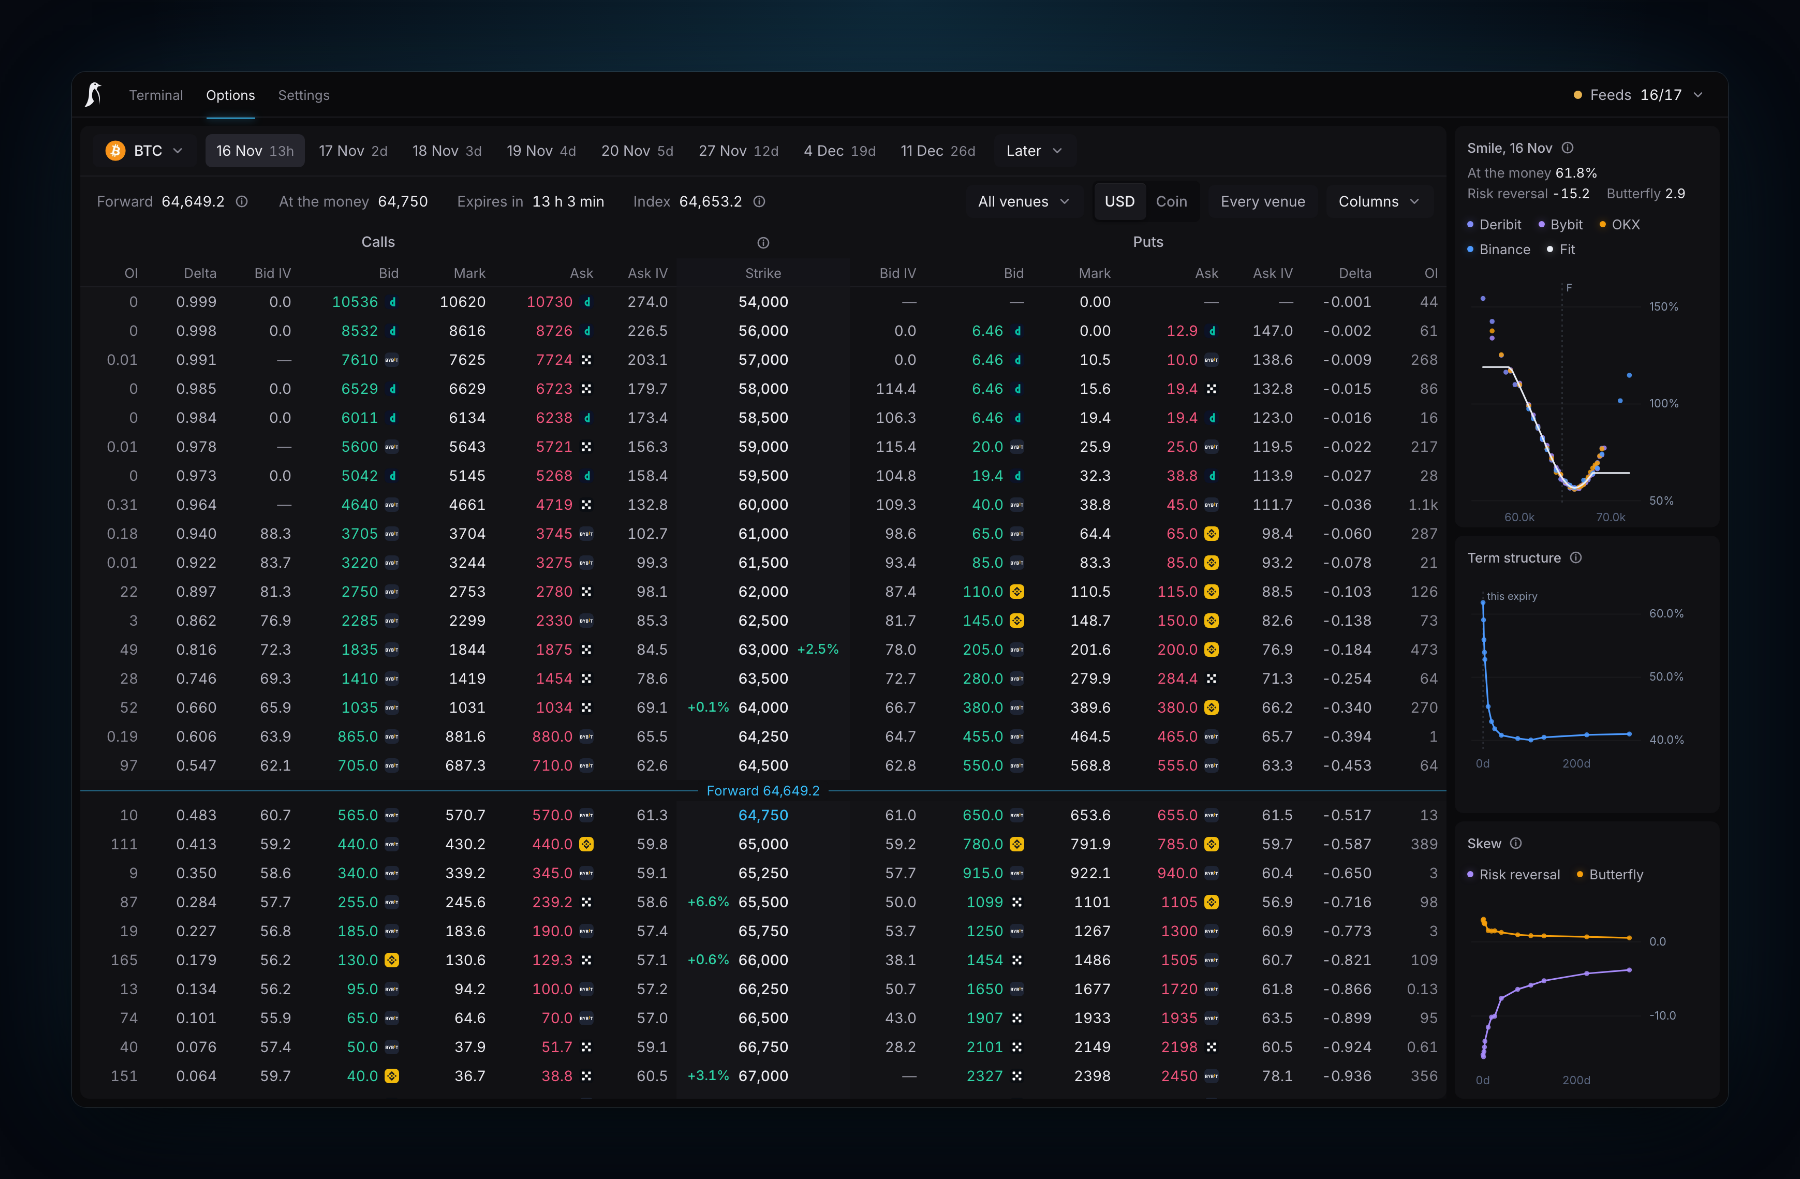 Terminal Options Settings Feeds 16/17
BTC 16 Nov 13h 17 Nov 2d 18 Nov 3d 19 Nov 4d 20 Nov 5d 27 Nov 12d 4 Dec 19d 11 Dec 26d Later
Forward 64,649.2 At the money 64,750 Expires in 13 h 3 min Index 64,653.2 All venues USD Coin Every venue Columns
Calls Puts
OI Delta Bid IV Bid Mark Ask Ask IV Strike Bid IV Bid Mark Ask Ask IV Delta OI
0 0.999 0.0 10536 10620 10730 274.0 54,000 — — 0.00 — — -0.001 44
0 0.998 0.0 8532 8616 8726 226.5 56,000 0.0 6.46 0.00 12.9 147.0 -0.002 61
0.01 0.991 — 7610 7625 7724 203.1 57,000 0.0 6.46 10.5 10.0 138.6 -0.009 268
0 0.985 0.0 6529 6629 6723 179.7 58,000 114.4 6.46 15.6 19.4 132.8 -0.015 86
0 0.984 0.0 6011 6134 6238 173.4 58,500 106.3 6.46 19.4 19.4 123.0 -0.016 16
0.01 0.978 — 5600 5643 5721 156.3 59,000 115.4 20.0 25.9 25.0 119.5 -0.022 217
0 0.973 0.0 5042 5145 5268 158.4 59,500 104.8 19.4 32.3 38.8 113.9 -0.027 28
0.31 0.964 — 4640 4661 4719 132.8 60,000 109.3 40.0 38.8 45.0 111.7 -0.036 1.1k
0.18 0.940 88.3 3705 3704 3745 102.7 61,000 98.6 65.0 64.4 65.0 98.4 -0.060 287
0.01 0.922 83.7 3220 3244 3275 99.3 61,500 93.4 85.0 83.3 85.0 93.2 -0.078 21
22 0.897 81.3 2750 2753 2780 98.1 62,000 87.4 110.0 110.5 115.0 88.5 -0.103 126
3 0.862 76.9 2285 2299 2330 85.3 62,500 81.7 145.0 148.7 150.0 82.6 -0.138 73
49 0.816 72.3 1835 1844 1875 84.5 63,000 +2.5% 78.0 205.0 201.6 200.0 76.9 -0.184 473
28 0.746 69.3 1410 1419 1454 78.6 63,500 72.7 280.0 279.9 284.4 71.3 -0.254 64
52 0.660 65.9 1035 1031 1034 69.1 +0.1% 64,000 66.7 380.0 389.6 380.0 66.2 -0.340 270
0.19 0.606 63.9 865.0 881.6 880.0 65.5 64,250 64.7 455.0 464.5 465.0 65.7 -0.394 1
97 0.547 62.1 705.0 687.3 710.0 62.6 64,500 62.8 550.0 568.8 555.0 63.3 -0.453 64
Forward 64,649.2
10 0.483 60.7 565.0 570.7 570.0 61.3 64,750 61.0 650.0 653.6 655.0 61.5 -0.517 13
111 0.413 59.2 440.0 430.2 440.0 59.8 65,000 59.2 780.0 791.9 785.0 59.7 -0.587 389
9 0.350 58.6 340.0 339.2 345.0 59.1 65,250 57.7 915.0 922.1 940.0 60.4 -0.650 3
87 0.284 57.7 255.0 245.6 239.2 58.6 +6.6% 65,500 50.0 1099 1101 1105 56.9 -0.716 98
19 0.227 56.8 185.0 183.6 190.0 57.4 65,750 53.7 1250 1267 1300 60.9 -0.773 3
165 0.179 56.2 130.0 130.6 129.3 57.1 +0.6% 66,000 38.1 1454 1486 1505 60.7 -0.821 109
13 0.134 56.2 95.0 94.2 100.0 57.2 66,250 50.7 1650 1677 1720 61.8 -0.866 0.13
74 0.101 55.9 65.0 64.6 70.0 57.0 66,500 43.0 1907 1933 1935 63.5 -0.899 95
40 0.076 57.4 50.0 37.9 51.7 59.1 66,750 28.2 2101 2149 2198 60.5 -0.924 0.61
151 0.064 59.7 40.0 36.7 38.8 60.5 +3.1% 67,000 — 2327 2398 2450 78.1 -0.936 356
Smile, 16 Nov
At the money 61.8%
Risk reversal -15.2 Butterfly 2.9
Deribit Bybit OKX
Binance Fit
F
150%
100%
50%
60.0k 70.0k
Term structure
this expiry
60.0%
50.0%
40.0%
0d 200d
Skew
Risk reversal Butterfly
0.0
-10.0
0d 200d